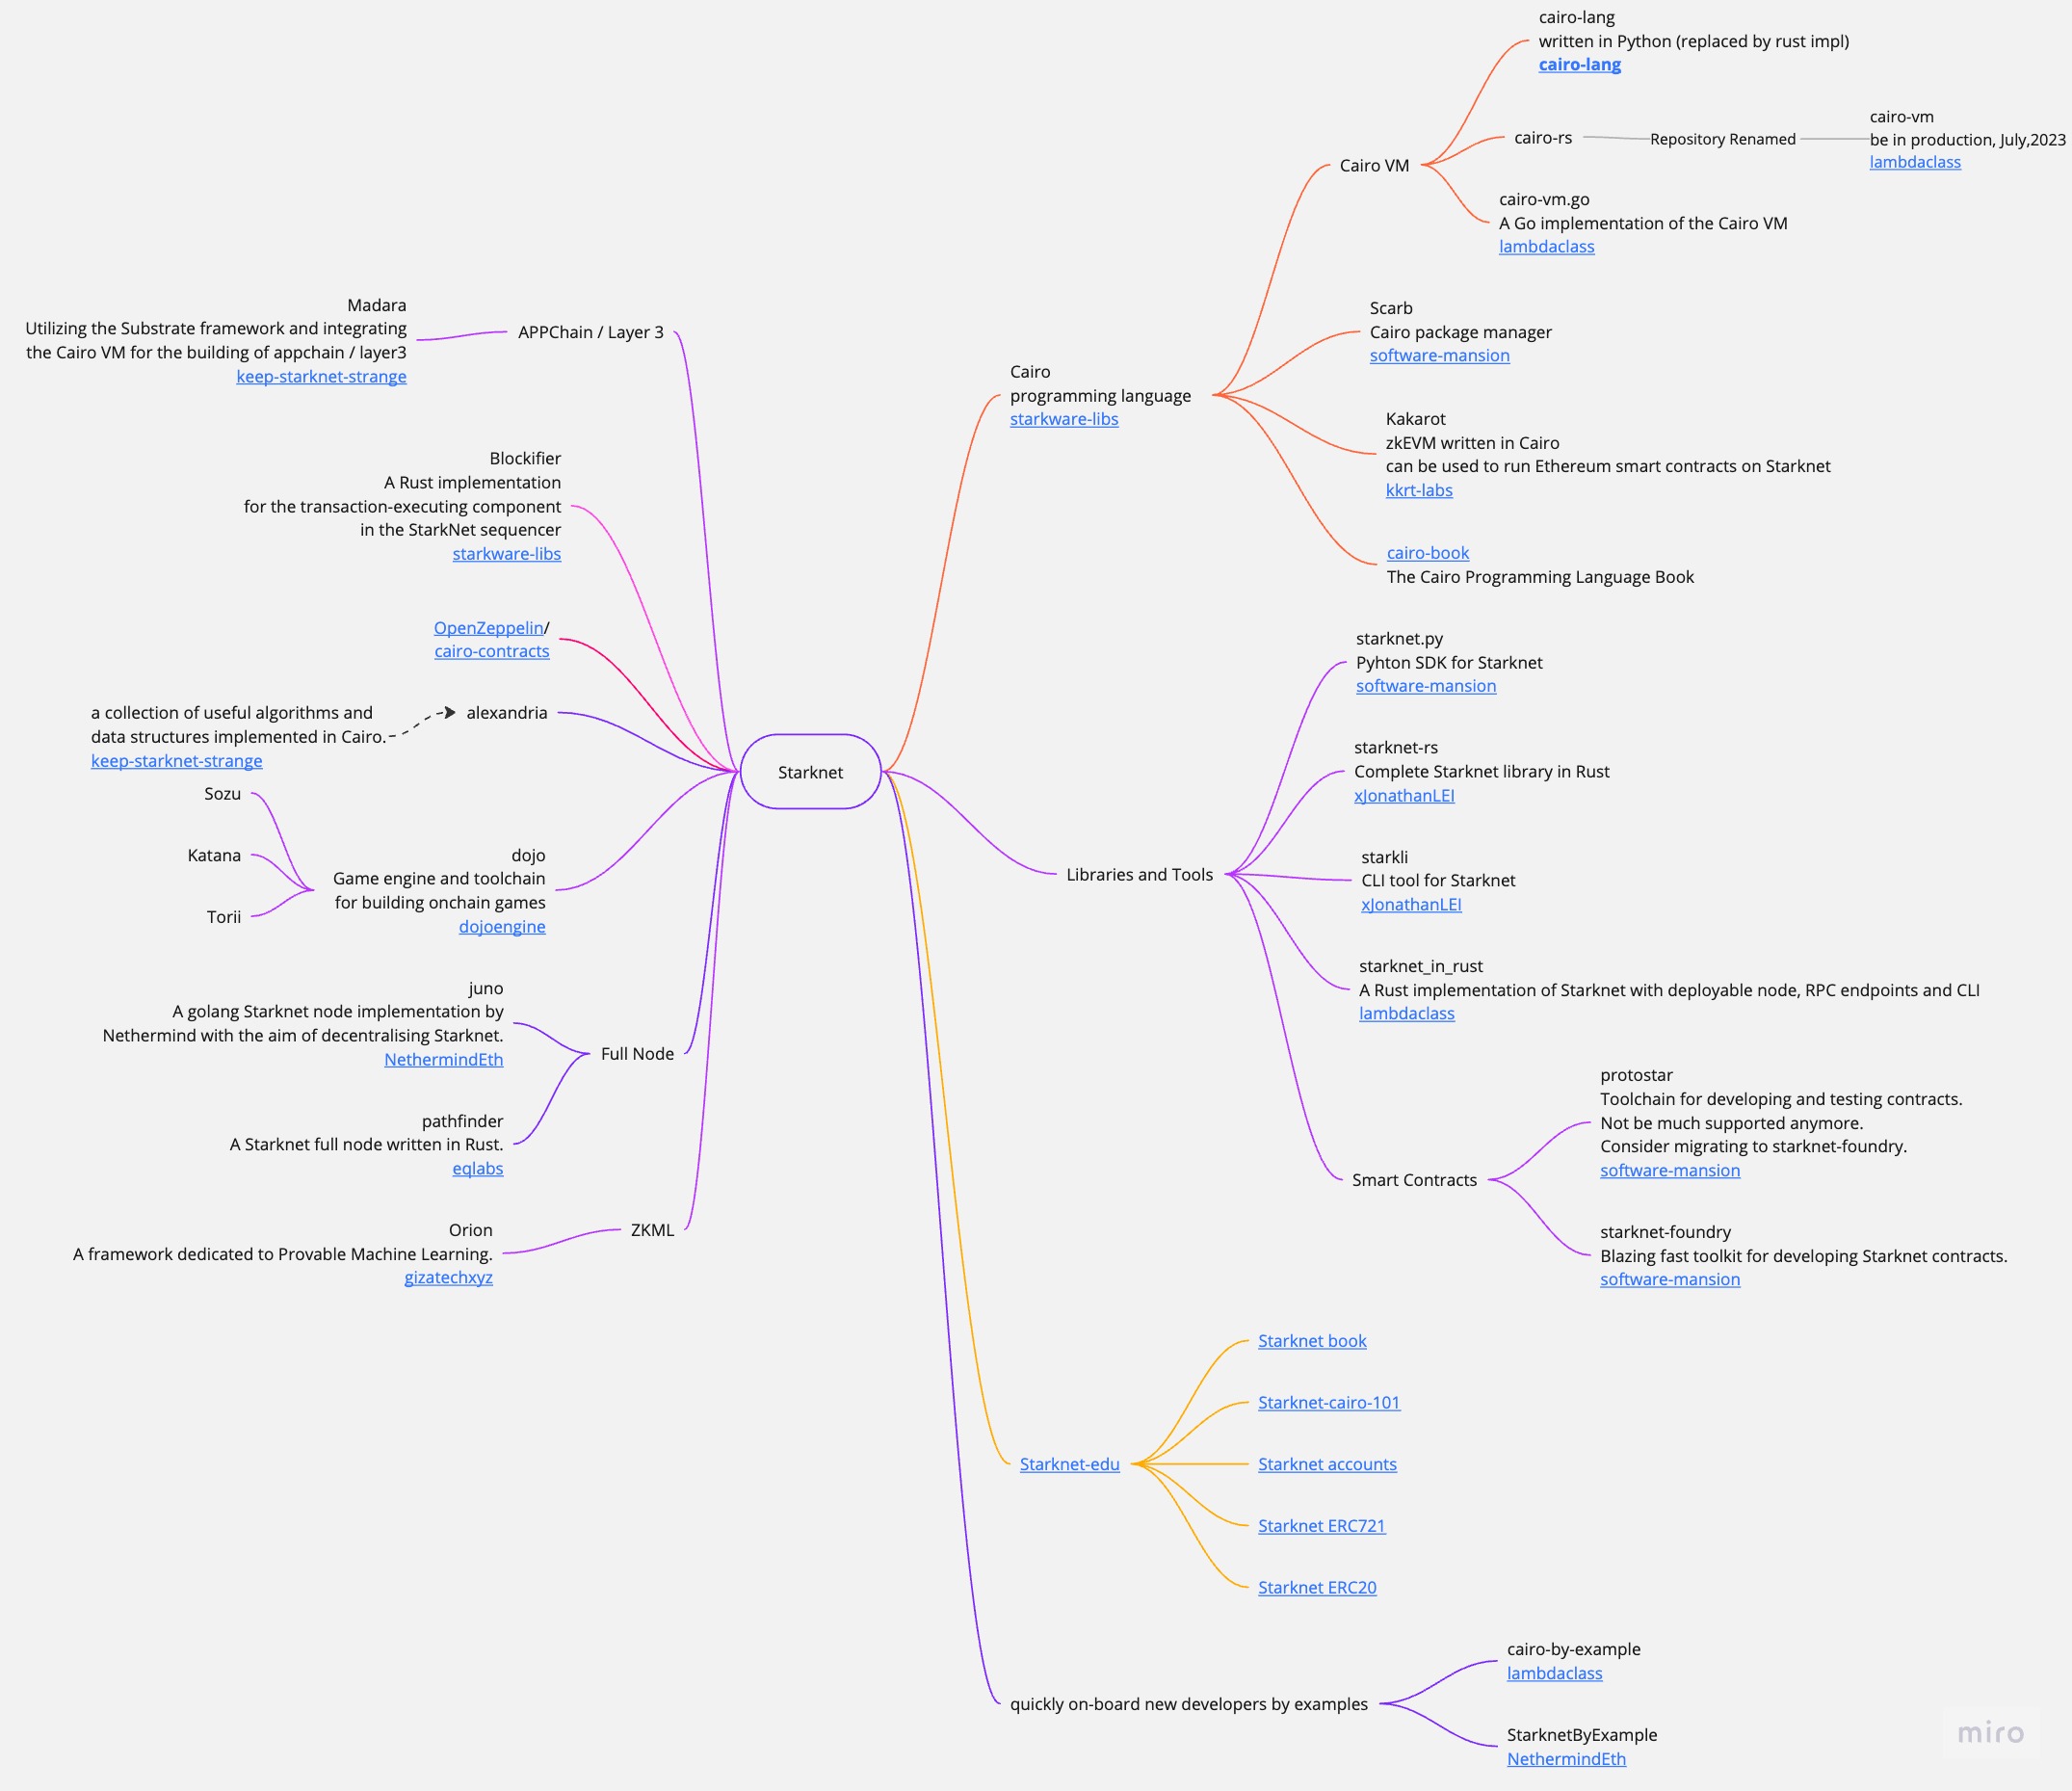 cairo-lang
written in Python (replaced by rust impl)
cairo-lang
cairo-rs
Repository Renamed
cairo-vm
be in production, July,2023
lambdaclass
Cairo VM
cairo-vm.go
A Go implementation of the Cairo VM
lambdaclass
Scarb
Cairo package manager
software-mansion
Cairo
programming language
starkware-libs
Kakarot
zkEVM written in Cairo
can be used to run Ethereum smart contracts on Starknet
kkrt-labs
cairo-book
The Cairo Programming Language Book
Madara
Utilizing the Substrate framework and integrating
the Cairo VM for the building of appchain / layer3
keep-starknet-strange
APPChain / Layer 3
Blockifier
A Rust implementation
for the transaction-executing component
in the StarkNet sequencer
starkware-libs
OpenZeppelin/
cairo-contracts
a collection of useful algorithms and
data structures implemented in Cairo.
keep-starknet-strange
alexandria
Starknet
Sozu
Katana
Torii
dojo
Game engine and toolchain
for building onchain games
dojoengine
juno
A golang Starknet node implementation by
Nethermind with the aim of decentralising Starknet.
NethermindEth
Full Node
pathfinder
A Starknet full node written in Rust.
eqlabs
Orion
A framework dedicated to Provable Machine Learning.
gizatechxyz
ZKML
starknet.py
Pyhton SDK for Starknet
software-mansion
starknet-rs
Complete Starknet library in Rust
xJonathanLEI
Libraries and Tools
starkli
CLI tool for Starknet
xJonathanLEI
starknet_in_rust
A Rust implementation of Starknet with deployable node, RPC endpoints and CLI
lambdaclass
Smart Contracts
protostar
Toolchain for developing and testing contracts.
Not be much supported anymore.
Consider migrating to starknet-foundry.
software-mansion
starknet-foundry
Blazing fast toolkit for developing Starknet contracts.
software-mansion
Starknet-edu
Starknet book
Starknet-cairo-101
Starknet accounts
Starknet ERC721
Starknet ERC20
quickly on-board new developers by examples
cairo-by-example
lambdaclass
StarknetByExample
NethermindEth
miro